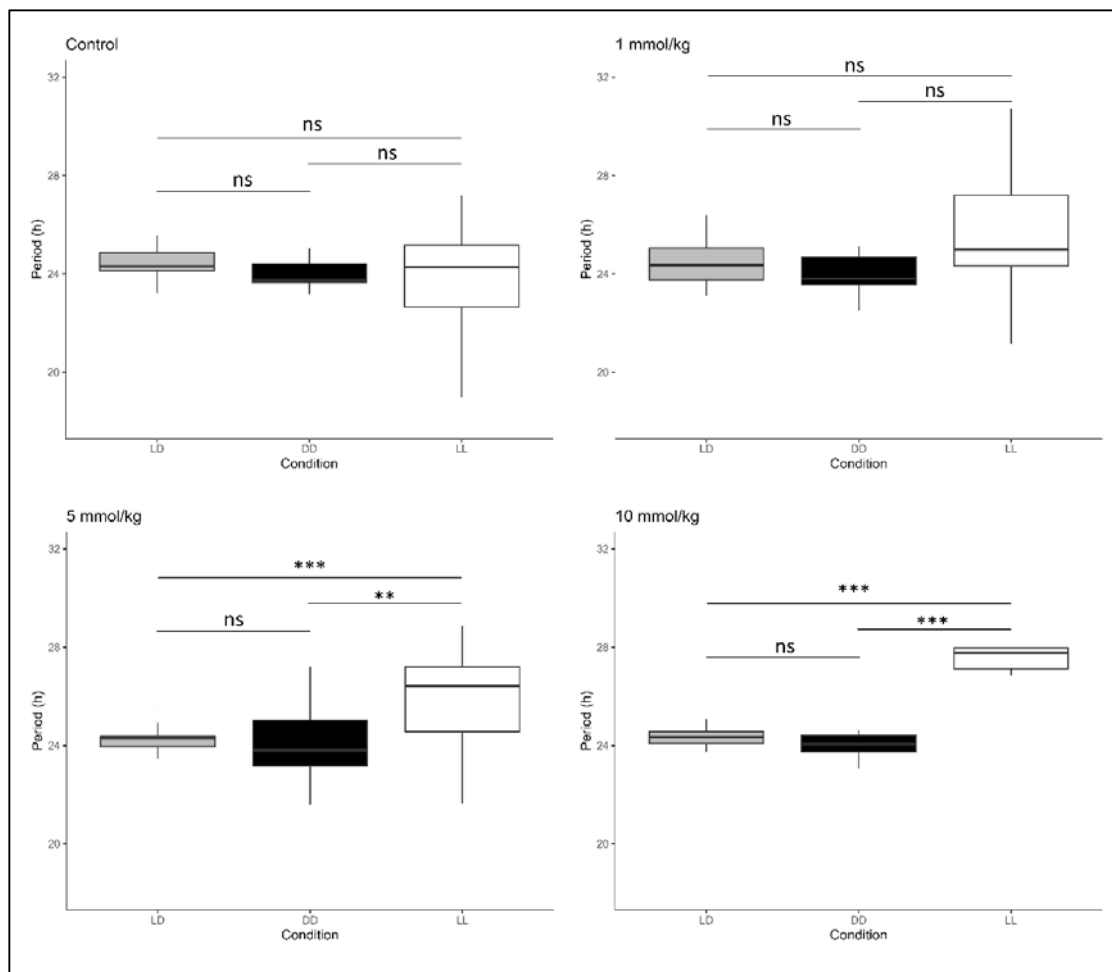 Control
32
28
24
20
Period (h)
ns
ns
ns
LD
DD
LL
Condition
1 mmol/kg
32
28
24
20
Period (h)
ns
ns
ns
LD
DD
LL
Condition
5 mmol/kg
32
28
24
20
Period (h)
***
**
ns
LD
DD
LL
Condition
10 mmol/kg
32
28
24
20
Period (h)
***
***
ns
LD
DD
LL
Condition